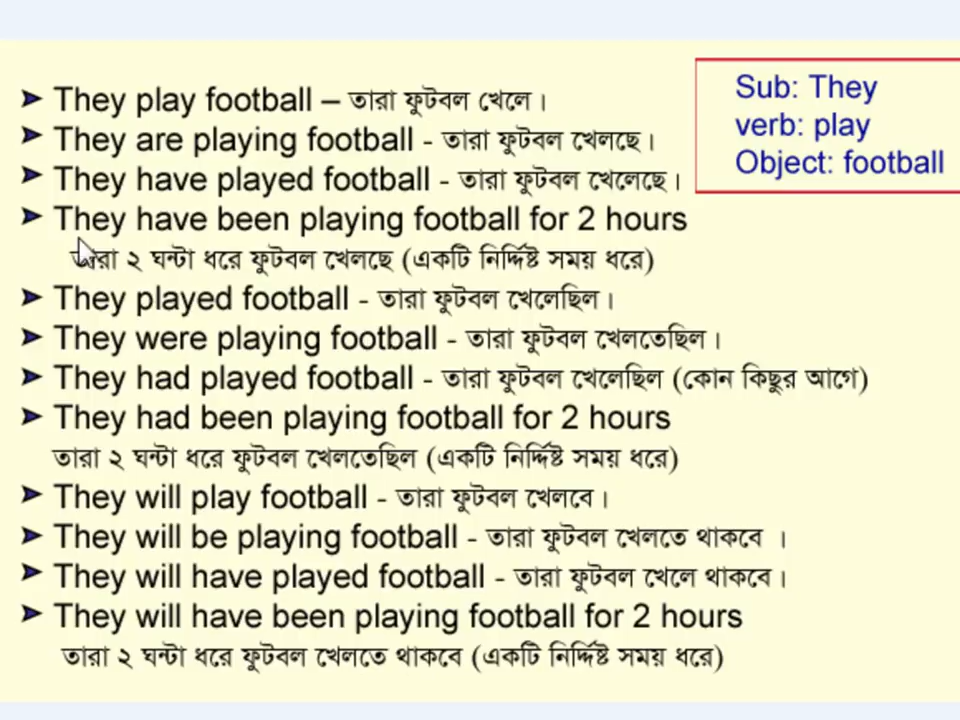 ➤ They play football – তারা ফুটবল খেলে।
➤ They are playing football - তারা ফুটবল খেলছে।
➤ They have played football - তারা ফুটবল খেলেছে।
➤ They have been playing football for 2 hours
তারা ২ ঘন্টা ধরে ফুটবল খেলছে (একটি নির্দ্দিষ্ট সময় ধরে)
➤ They played football - তারা ফুটবল খেলেছিল।
➤ They were playing football - তারা ফুটবল খেলতেছিল।
➤ They had played football - তারা ফুটবল খেলেছিল (কোন কিছুর আগে)
➤ They had been playing football for 2 hours
তারা ২ ঘন্টা ধরে ফুটবল খেলতেছিল (একটি নির্দ্দিষ্ট সময় ধরে)
➤ They will play football - তারা ফুটবল খেলবে।
➤ They will be playing football - তারা ফুটবল খেলতে থাকবে ।
➤ They will have played football - তারা ফুটবল খেলে থাকবে।
➤ They will have been playing football for 2 hours
তারা ২ ঘন্টা ধরে ফুটবল খেলতে থাকবে (একটি নির্দ্দিষ্ট সময় ধরে)
Sub: They
verb: play
Object: football